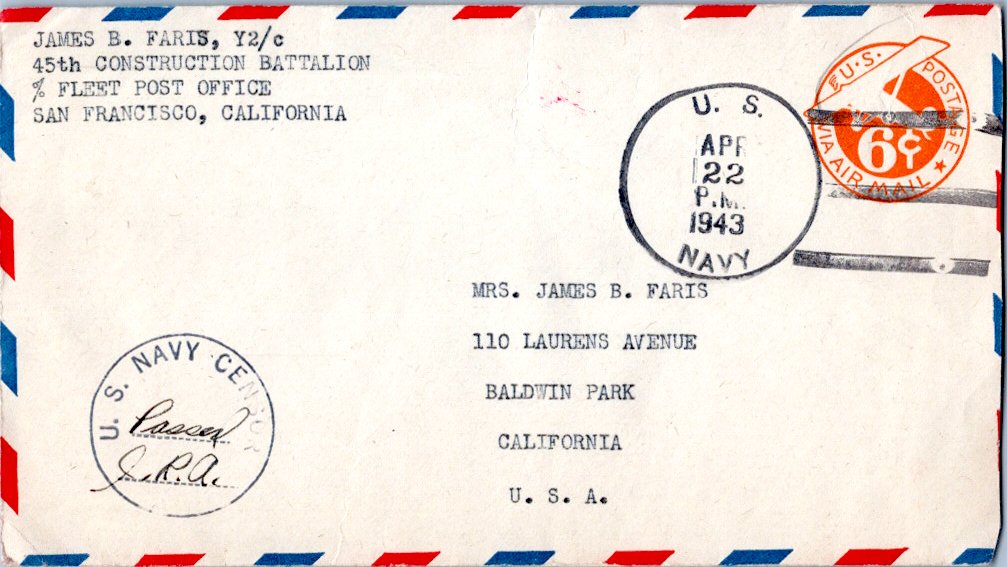 JAMES B. FARIS, Y2/c
45th CONSTRUCTION BATTALION
% FLEET POST OFFICE
SAN FRANCISCO, CALIFORNIA
U.S. POSTAGE
6¢
VIA AIR MAIL
U. S.
APR
22
P.M.
1943
NAVY
MRS. JAMES B. FARIS
110 LAURENS AVENUE
BALDWIN PARK
CALIFORNIA
U. S. A.
U. S. NAVY CENSOR
Passed
J.R.A.